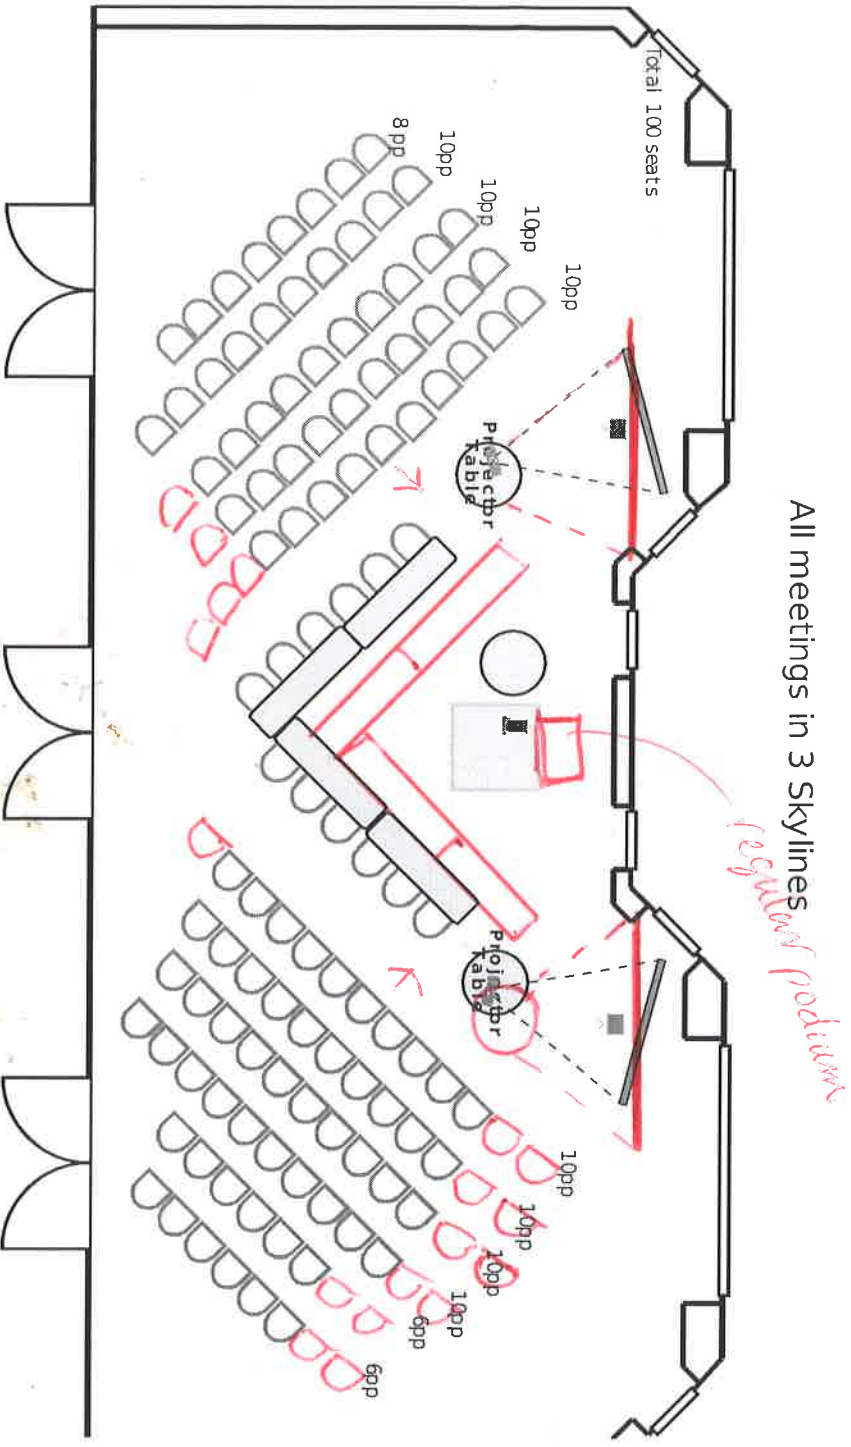 All meetings in 3 Skylines
regular podium
Total 100 seats
8pp
10pp
10pp
10pp
10pp
Projector
Table
Projector
Table
10pp
10pp
10pp
10pp
6pp
6pp